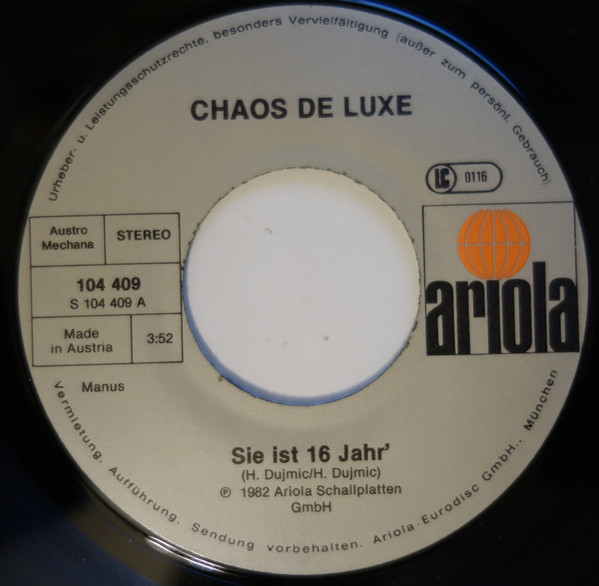 Urheber- u. Leistungsschutzrechte, besonders Vervielfältigung (außer zum persönl. Gebrauch),
CHAOS DE LUXE
LC 0116
Austro
Mechana
STEREO
104 409
S 104 409 A
Made
in Austria
3:52
ariola
Manus
Sie ist 16 Jahr'
(H. Dujmic/H. Dujmic)
℗ 1982 Ariola Schallplatten
GmbH
Vermietung, Aufführung, Sendung vorbehalten. Ariola-Eurodisc GmbH., München